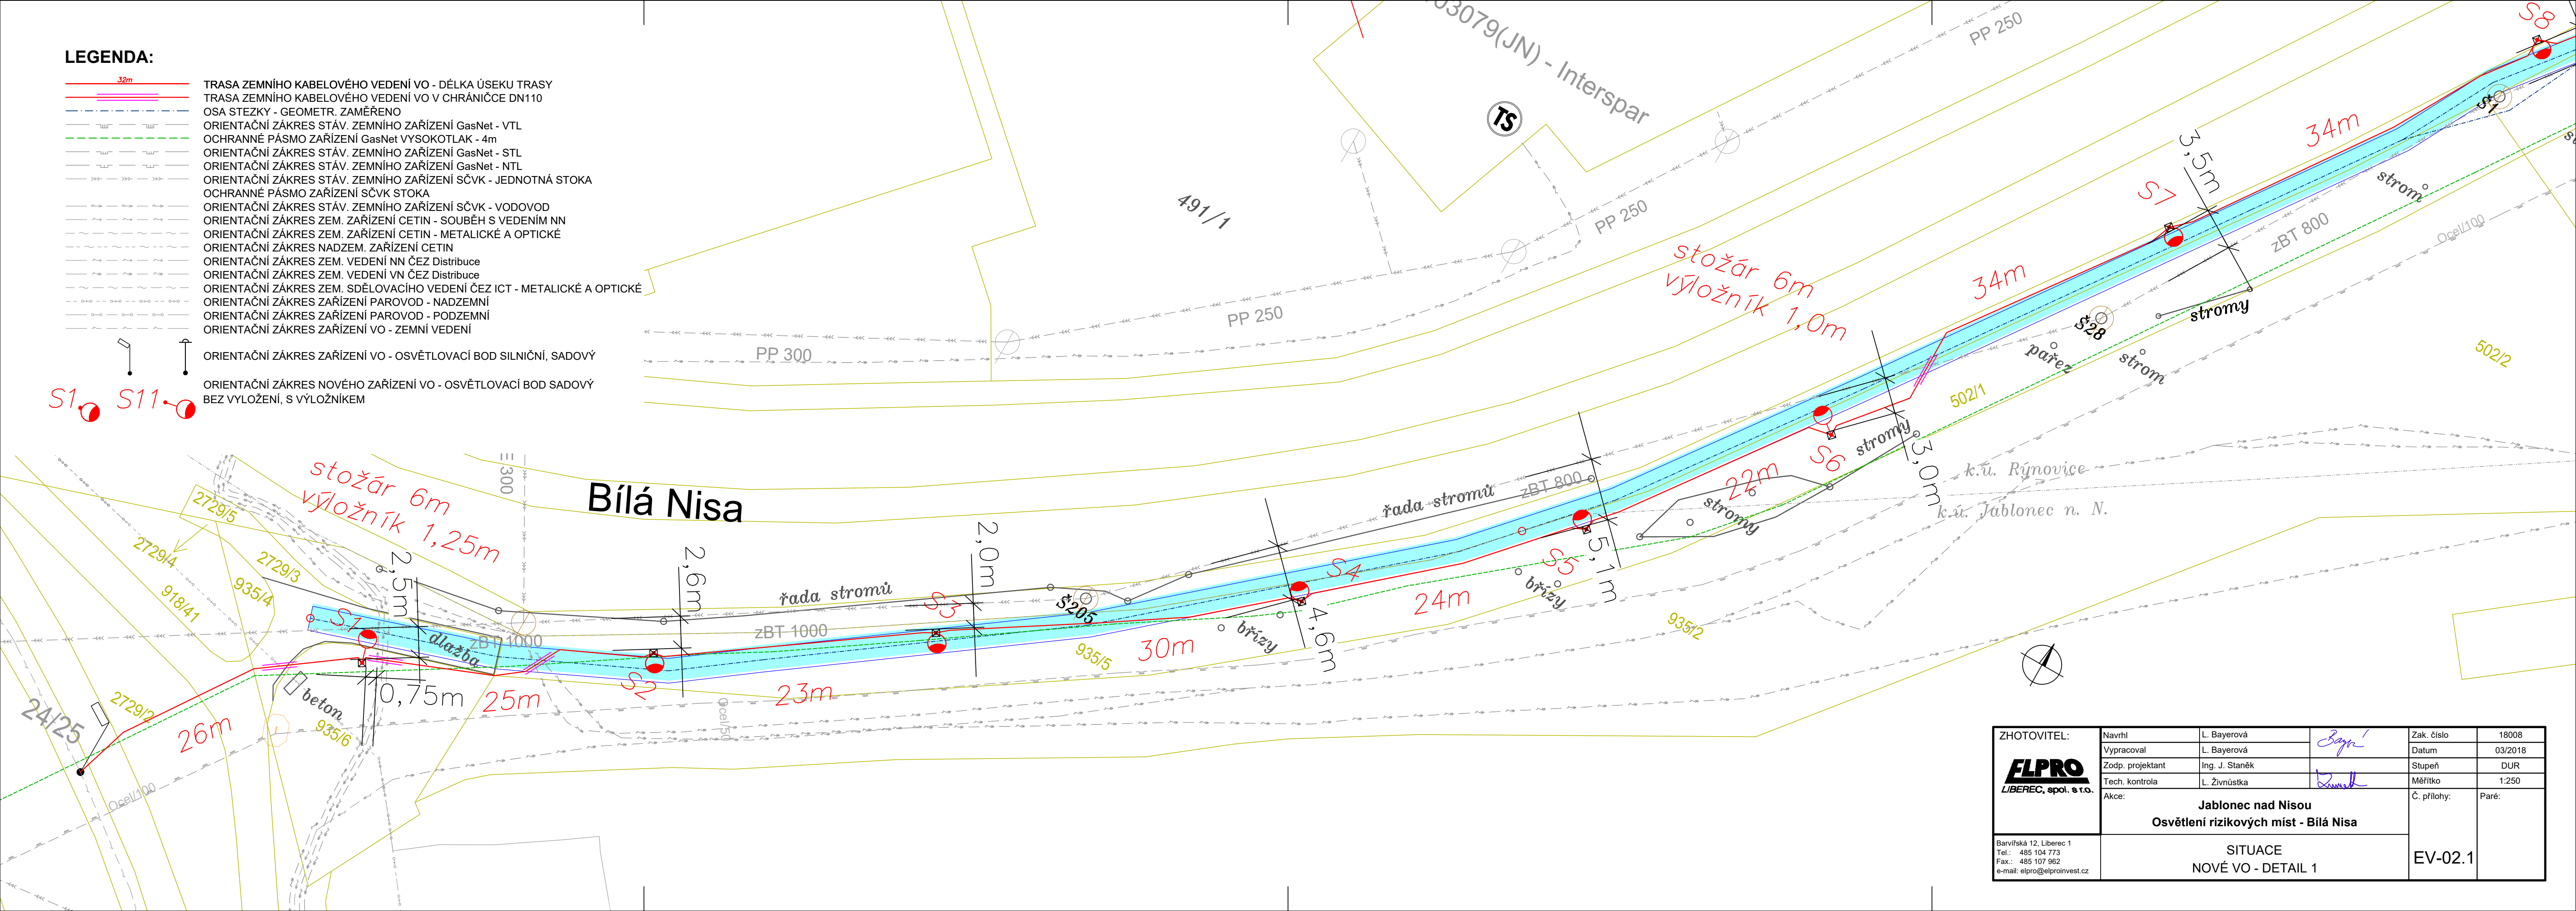 LEGENDA:
32m
TRASA ZEMNÍHO KABELOVÉHO VEDENÍ VO - DÉLKA ÚSEKU TRASY
TRASA ZEMNÍHO KABELOVÉHO VEDENÍ VO V CHRÁNIČCE DN110
OSA STEZKY - GEOMETR. ZAMĚŘENO
ORIENTAČNÍ ZÁKRES STÁV. ZEMNÍHO ZAŘÍZENÍ GasNet - VTL
OCHRANNÉ PÁSMO ZAŘÍZENÍ GasNet VYSOKOTLAK - 4m
ORIENTAČNÍ ZÁKRES STÁV. ZEMNÍHO ZAŘÍZENÍ GasNet - STL
ORIENTAČNÍ ZÁKRES STÁV. ZEMNÍHO ZAŘÍZENÍ GasNet - NTL
ORIENTAČNÍ ZÁKRES STÁV. ZEMNÍHO ZAŘÍZENÍ SČVK - JEDNOTNÁ STOKA
OCHRANNÉ PÁSMO ZAŘÍZENÍ SČVK STOKA
ORIENTAČNÍ ZÁKRES STÁV. ZEMNÍHO ZAŘÍZENÍ SČVK - VODOVOD
ORIENTAČNÍ ZÁKRES ZEM. ZAŘÍZENÍ CETIN - SOUBĚH S VEDENÍM NN
ORIENTAČNÍ ZÁKRES ZEM. ZAŘÍZENÍ CETIN - METALICKÉ A OPTICKÉ
ORIENTAČNÍ ZÁKRES NADZEM. ZAŘÍZENÍ CETIN
ORIENTAČNÍ ZÁKRES ZEM. VEDENÍ NN ČEZ Distribuce
ORIENTAČNÍ ZÁKRES ZEM. VEDENÍ VN ČEZ Distribuce
ORIENTAČNÍ ZÁKRES ZEM. SDĚLOVACÍHO VEDENÍ ČEZ ICT - METALICKÉ A OPTICKÉ
ORIENTAČNÍ ZÁKRES ZAŘÍZENÍ PAROVOD - NADZEMNÍ
ORIENTAČNÍ ZÁKRES ZAŘÍZENÍ PAROVOD - PODZEMNÍ
ORIENTAČNÍ ZÁKRES ZAŘÍZENÍ VO - ZEMNÍ VEDENÍ
ORIENTAČNÍ ZÁKRES ZAŘÍZENÍ VO - OSVĚTLOVACÍ BOD SILNIČNÍ, SADOVÝ
ORIENTAČNÍ ZÁKRES NOVÉHO ZAŘÍZENÍ VO - OSVĚTLOVACÍ BOD SADOVÝ
BEZ VYLOŽENÍ, S VÝLOŽNÍKEM
S1
S11
03079(JN) - Interspar
TS
491/1
PP 250
PP 250
PP 250
PP 300
300
Bílá Nisa
stožár 6m
výložník 1,25m
stožár 6m
výložník 1,0m
2729/5
2729/4
2729/3
935/4
918/41
2729/2
24/25
935/6
Ocel/100
26m
beton
S1
2,5m
dlažba
zBT 1000
0,75m
25m
S2
2,6m
Ocel/50
23m
řada stromů
zBT 1000
S3
2,0m
Š205
935/5
30m
břízy
4,6m
S4
24m
řada stromů
zBT 800
S5
5,1m
břízy
935/2
stromy
22m
S6
stromy
3,0m
k.ú. Rýnovice
k.ú. Jablonec n. N.
502/1
34m
Š28
pařez
strom
stromy
S7
3,5m
zBT 800
34m
strom
Ocel/100
502/2
S8
Š1
ZHOTOVITEL:
ELPRO
LIBEREC, spol. s r.o.
Barvířská 12, Liberec 1
Tel.: 485 104 773
Fax.: 485 107 962
e-mail: elpro@elproinvest.cz
Navrhl L. Bayerová
Vypracoval L. Bayerová
Zodp. projektant Ing. J. Staněk
Tech. kontrola L. Živnůstka
Zak. číslo 18008
Datum 03/2018
Stupeň DUR
Měřítko 1:250
Akce:
Jablonec nad Nisou
Osvětlení rizikových míst - Bílá Nisa
Č. přílohy:
Paré:
SITUACE
NOVÉ VO - DETAIL 1
EV-02.1